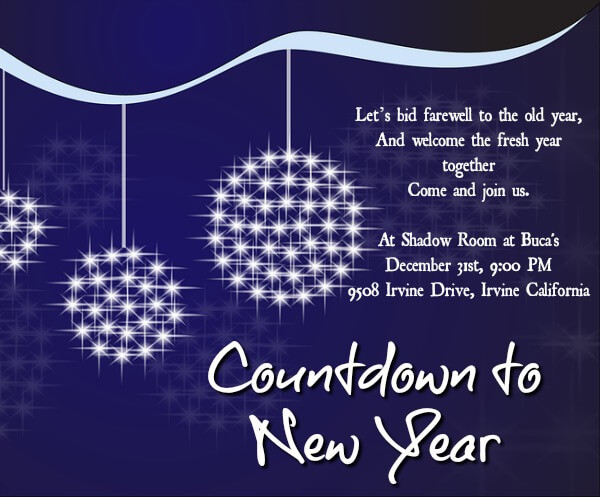 Let's bid farewell to the old year,
And welcome the fresh year
together
Come and join us.
At Shadow Room at Buca's
December 31st, 9:00 PM
9508 Irvine Drive, Irvine California
Countdown to
New Year